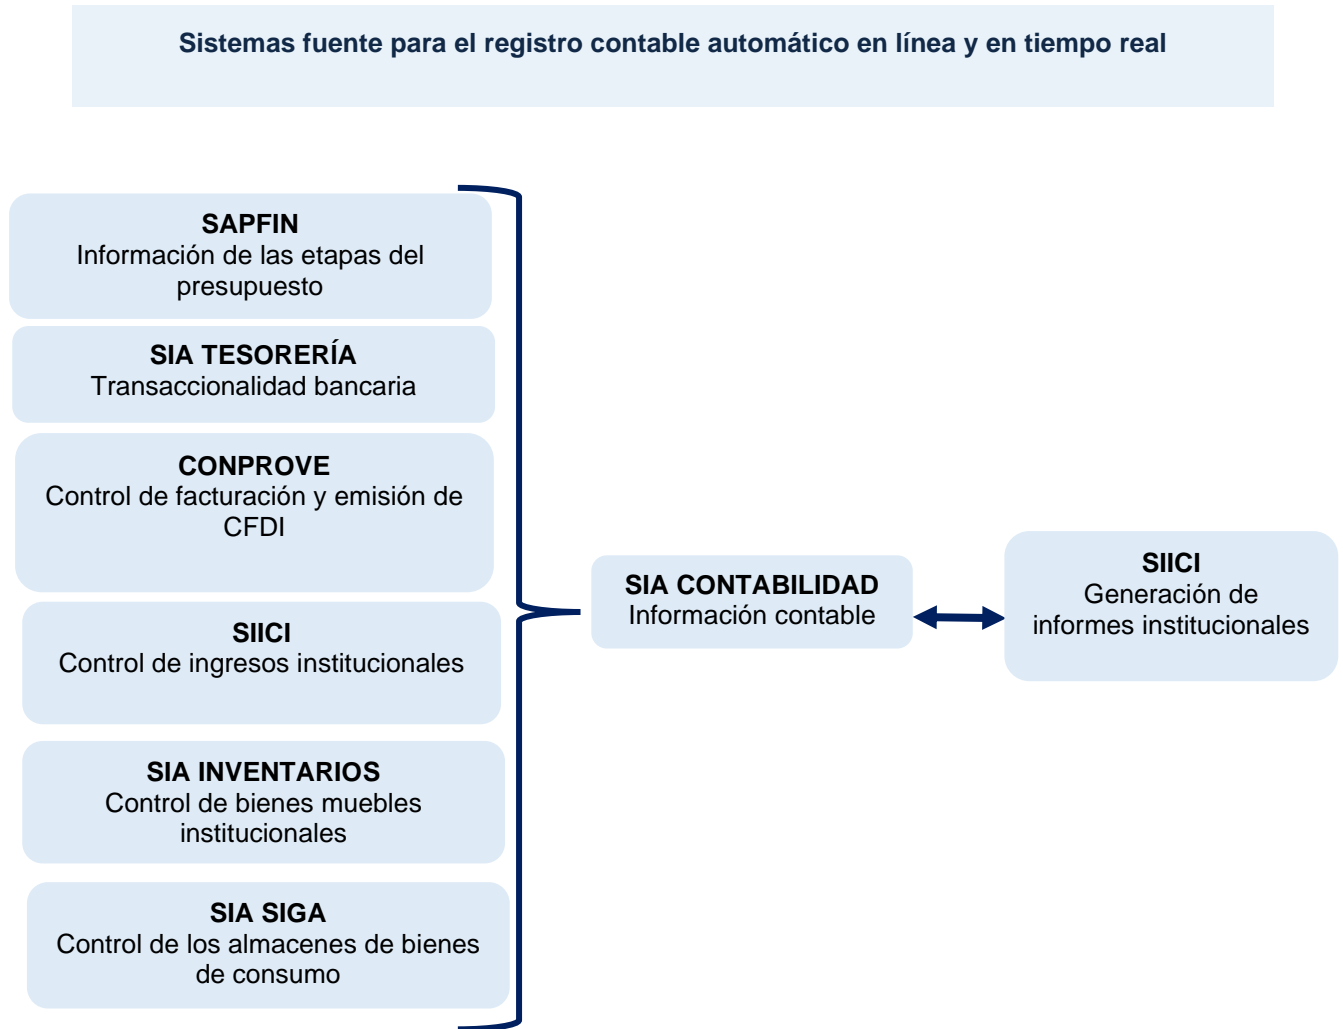 Sistemas fuente para el registro contable automático en línea y en tiempo real
SAPFIN
Información de las etapas del
presupuesto
SIA TESORERÍA
Transaccionalidad bancaria
CONPROVE
Control de facturación y emisión de
CFDI
SIICI
Control de ingresos institucionales
SIA INVENTARIOS
Control de bienes muebles
institucionales
SIA SIGA
Control de los almacenes de bienes
de consumo
SIA CONTABILIDAD
Información contable
SIICI
Generación de
informes institucionales